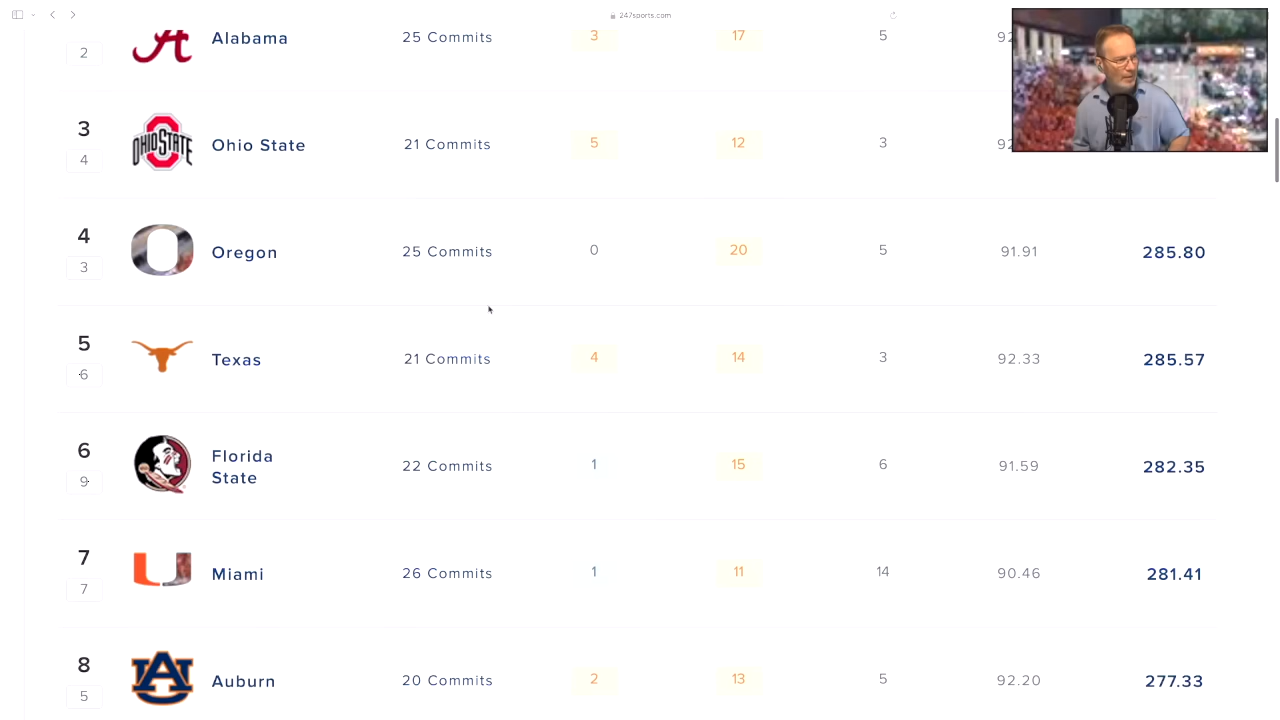 247sports.com
2 Alabama 25 Commits 3 17 5 92
3 4 OHIO STATE Ohio State 21 Commits 5 12 3 92
4 3 Oregon 25 Commits 0 20 5 91.91 285.80
5 6 Texas 21 Commits 4 14 3 92.33 285.57
6 9 Florida State 22 Commits 1 15 6 91.59 282.35
7 7 Miami 26 Commits 1 11 14 90.46 281.41
8 5 Auburn 20 Commits 2 13 5 92.20 277.33